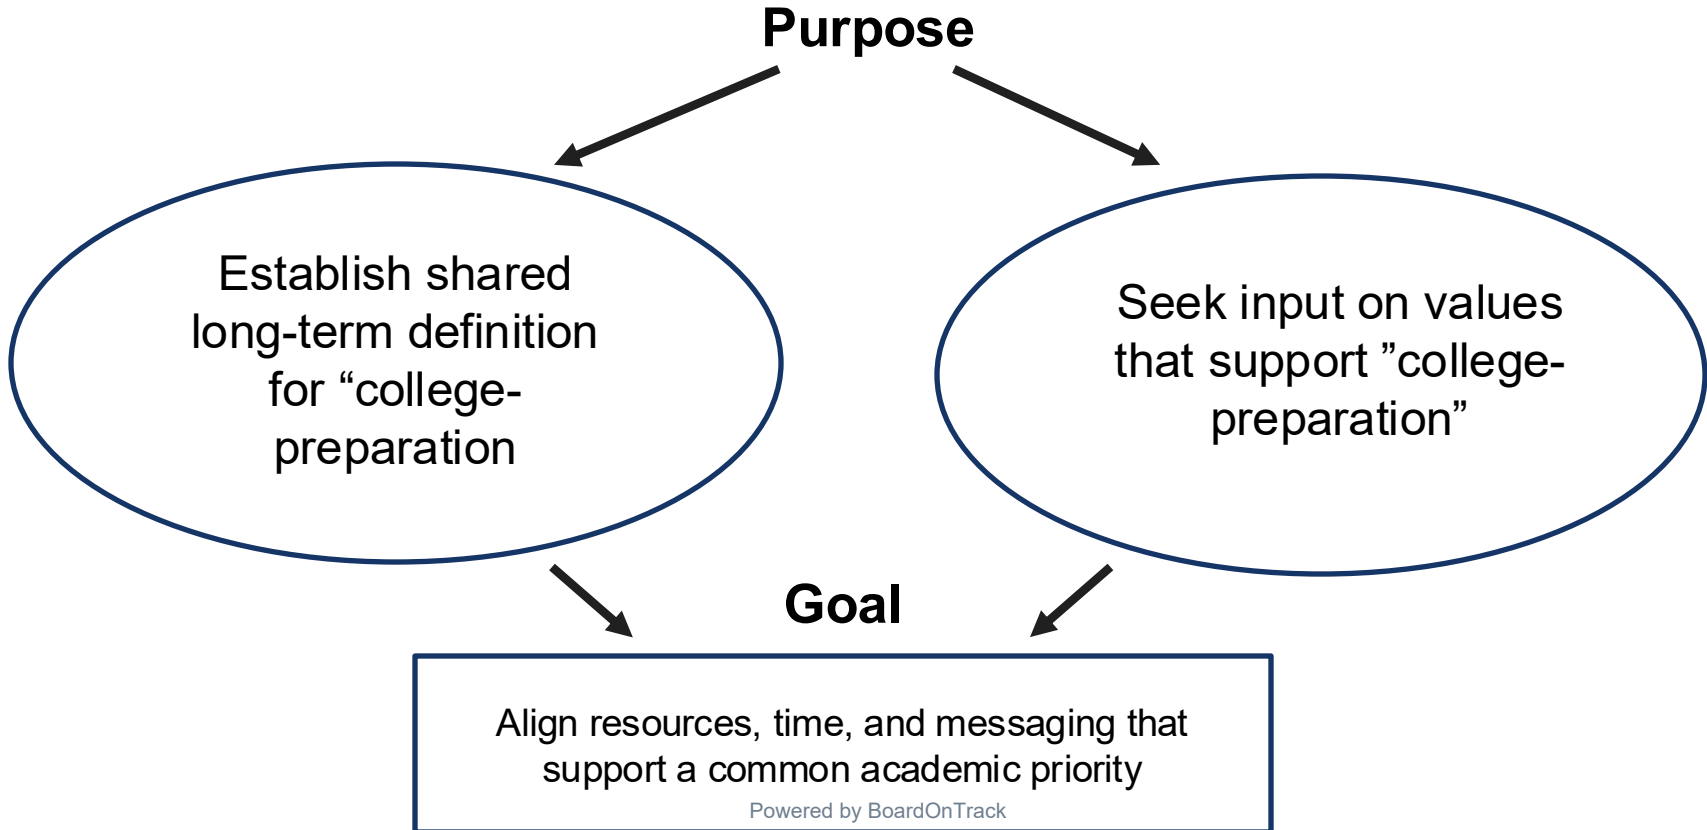 Purpose
Establish shared
long-term definition
for “college-
preparation
Seek input on values
that support ”college-
preparation”
Goal
Align resources, time, and messaging that
support a common academic priority
Powered by BoardOnTrack